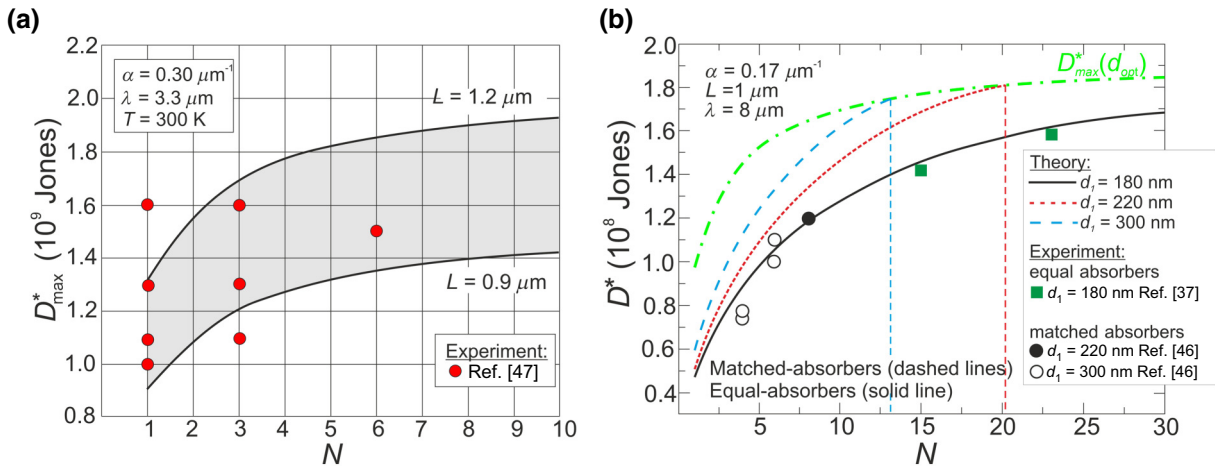 (a)
2.2
2.0
1.8
1.6
1.4
1.2
1.0
0.8
D*max (10⁹ Jones)
α = 0.30 μm⁻¹
λ = 3.3 μm
T = 300 K
L = 1.2 μm
L = 0.9 μm
Experiment:
Ref. [47]
1 2 3 4 5 6 7 8 9 10
N
(b)
2.0
1.8
1.6
1.4
1.2
1.0
0.8
0.6
0.4
D* (10⁸ Jones)
α = 0.17 μm⁻¹
L=1 μm
λ = 8 μm
D*max(dopt)
Theory:
d₁ = 180 nm
d₁ = 220 nm
d₁ = 300 nm
Experiment:
equal absorbers
d₁ = 180 nm Ref. [37]
matched absorbers
d₁ = 220 nm Ref. [46]
d₁ = 300 nm Ref. [46]
Matched-absorbers (dashed lines)
Equal-absorbers (solid line)
5 10 15 20 25 30
N